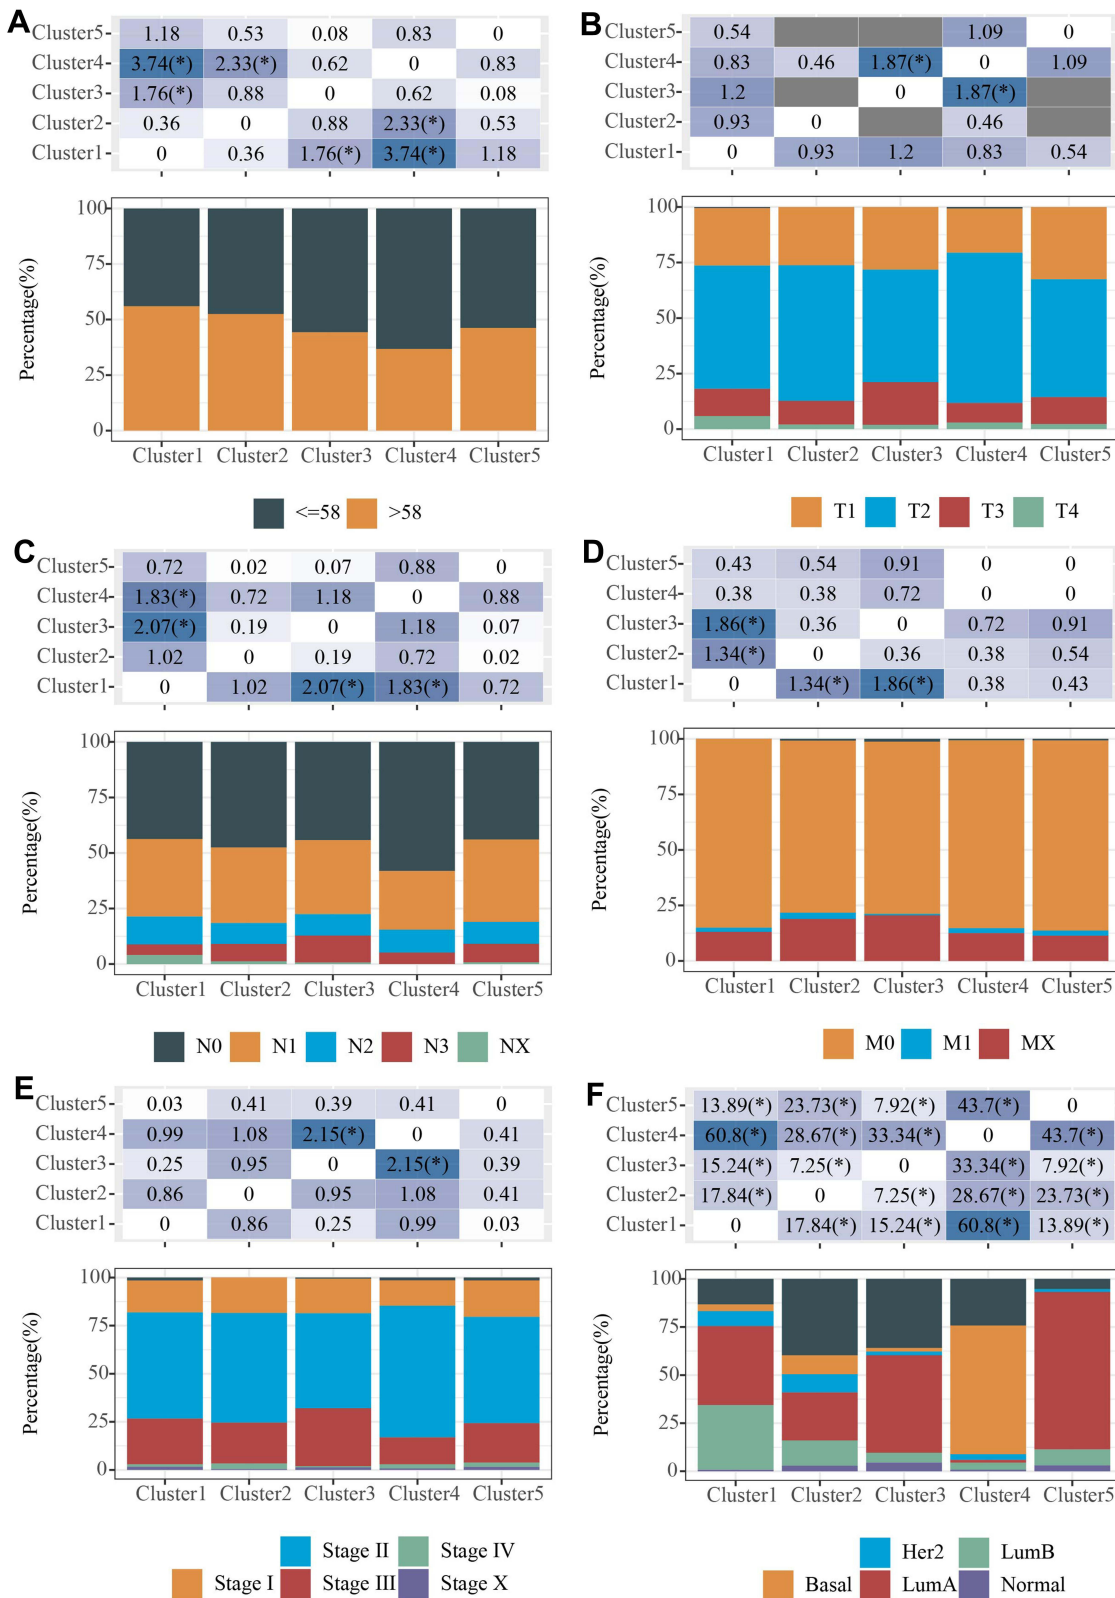 A
Cluster5 1.18 0.53 0.08 0.83 0
Cluster4 3.74(*) 2.33(*) 0.62 0 0.83
Cluster3 1.76(*) 0.88 0 0.62 0.08
Cluster2 0.36 0 0.88 2.33(*) 0.53
Cluster1 0 0.36 1.76(*) 3.74(*) 1.18
Percentage(%)
100
75
50
25
0
Cluster1 Cluster2 Cluster3 Cluster4 Cluster5
<=58 >58
B
Cluster5 0.54 1.09 0
Cluster4 0.83 0.46 1.87(*) 0 1.09
Cluster3 1.2 0 1.87(*)
Cluster2 0.93 0 0.46
Cluster1 0 0.93 1.2 0.83 0.54
Percentage(%)
100
75
50
25
0
Cluster1 Cluster2 Cluster3 Cluster4 Cluster5
T1 T2 T3 T4
C
Cluster5 0.72 0.02 0.07 0.88 0
Cluster4 1.83(*) 0.72 1.18 0 0.88
Cluster3 2.07(*) 0.19 0 1.18 0.07
Cluster2 1.02 0 0.19 0.72 0.02
Cluster1 0 1.02 2.07(*) 1.83(*) 0.72
Percentage(%)
100
75
50
25
0
Cluster1 Cluster2 Cluster3 Cluster4 Cluster5
N0 N1 N2 N3 NX
D
Cluster5 0.43 0.54 0.91 0 0
Cluster4 0.38 0.38 0.72 0 0
Cluster3 1.86(*) 0.36 0 0.72 0.91
Cluster2 1.34(*) 0 0.36 0.38 0.54
Cluster1 0 1.34(*) 1.86(*) 0.38 0.43
Percentage(%)
100
75
50
25
0
Cluster1 Cluster2 Cluster3 Cluster4 Cluster5
M0 M1 MX
E
Cluster5 0.03 0.41 0.39 0.41 0
Cluster4 0.99 1.08 2.15(*) 0 0.41
Cluster3 0.25 0.95 0 2.15(*) 0.39
Cluster2 0.86 0 0.95 1.08 0.41
Cluster1 0 0.86 0.25 0.99 0.03
Percentage(%)
100
75
50
25
0
Cluster1 Cluster2 Cluster3 Cluster4 Cluster5
Stage II Stage IV
Stage I Stage III Stage X
F
Cluster5 13.89(*) 23.73(*) 7.92(*) 43.7(*) 0
Cluster4 60.8(*) 28.67(*) 33.34(*) 0 43.7(*)
Cluster3 15.24(*) 7.25(*) 0 33.34(*) 7.92(*)
Cluster2 17.84(*) 0 7.25(*) 28.67(*) 23.73(*)
Cluster1 0 17.84(*) 15.24(*) 60.8(*) 13.89(*)
Percentage(%)
100
75
50
25
0
Cluster1 Cluster2 Cluster3 Cluster4 Cluster5
Her2 LumB
Basal LumA Normal